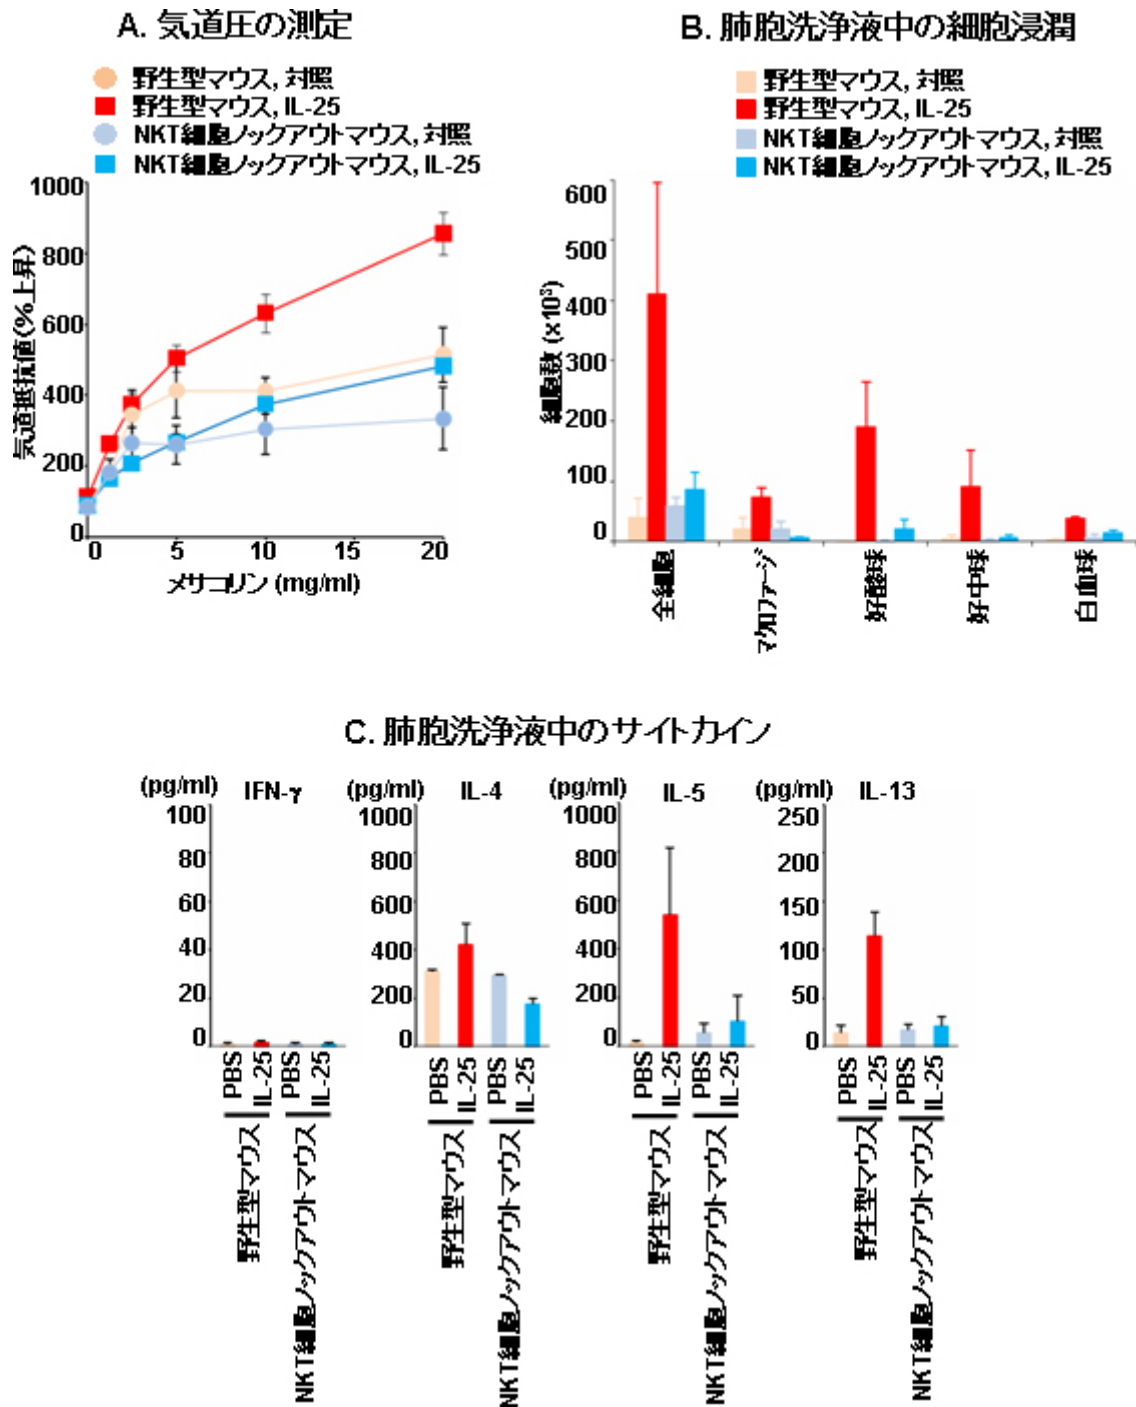 A. 気道圧の測定
野生型マウス, 対照
野生型マウス, IL-25
NKT細胞ノックアウトマウス, 対照
NKT細胞ノックアウトマウス, IL-25
1000
800
600
400
200
0
気道抵抗値(%上昇)
0 5 10 15 20
メサコリン (mg/ml)
B. 肺胞洗浄液中の細胞浸潤
野生型マウス, 対照
野生型マウス, IL-25
NKT細胞ノックアウトマウス, 対照
NKT細胞ノックアウトマウス, IL-25
600
500
400
300
200
100
0
細胞数 (x10³)
全細胞
マクロファージ
好酸球
好中球
白血球
C. 肺胞洗浄液中のサイトカイン
(pg/ml) IFN-γ
100
80
60
40
20
0
PBS
IL-25
PBS
IL-25
野生型マウス
NKT細胞ノックアウトマウス
(pg/ml) IL-4
1000
800
600
400
200
0
PBS
IL-25
PBS
IL-25
野生型マウス
NKT細胞ノックアウトマウス
(pg/ml) IL-5
1000
800
600
400
200
0
PBS
IL-25
PBS
IL-25
野生型マウス
NKT細胞ノックアウトマウス
(pg/ml) IL-13
250
200
150
100
50
0
PBS
IL-25
PBS
IL-25
野生型マウス
NKT細胞ノックアウトマウス